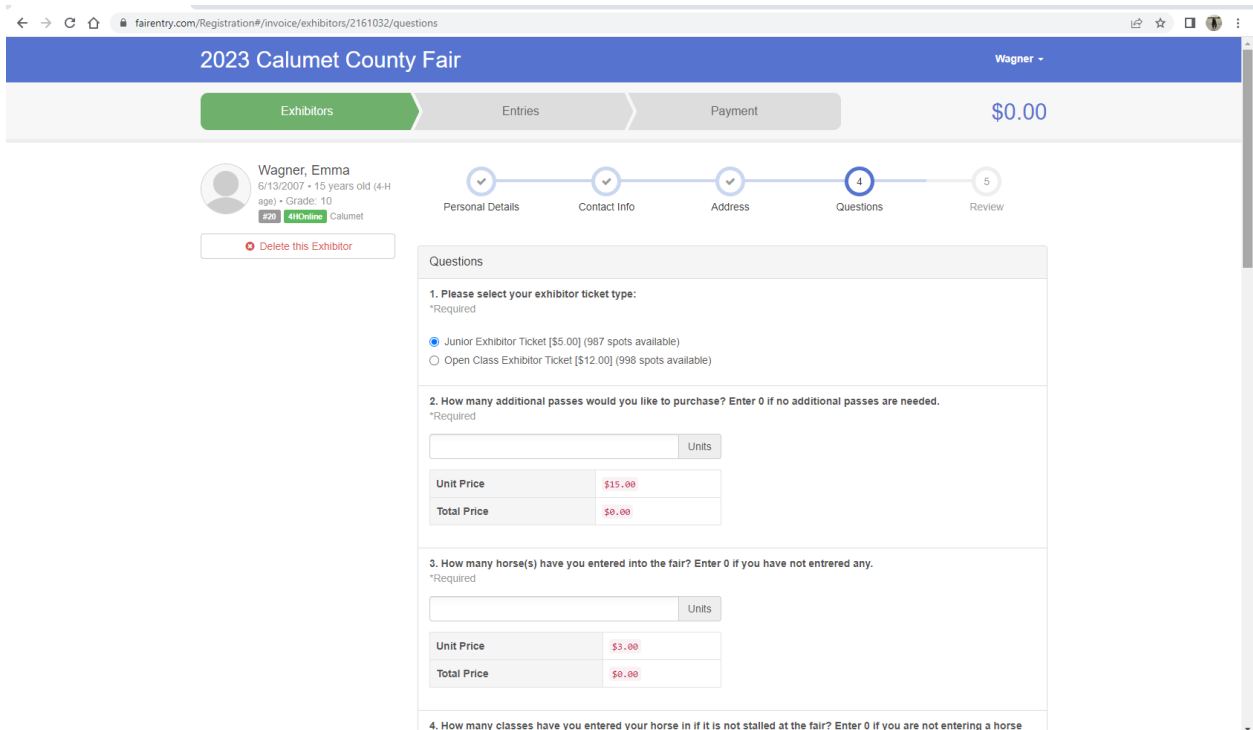 fairentry.com/Registration#/invoice/exhibitors/2161032/questions
2023 Calumet County Fair
Wagner
Exhibitors
Entries
Payment
$0.00
Wagner, Emma
6/13/2007 • 15 years old (4-H
age) • Grade: 10
#20 4HOnline Calumet
Delete this Exhibitor
Personal Details
Contact Info
Address
4
Questions
5
Review
Questions
1. Please select your exhibitor ticket type:
*Required
Junior Exhibitor Ticket [$5.00] (987 spots available)
Open Class Exhibitor Ticket [$12.00] (998 spots available)
2. How many additional passes would you like to purchase? Enter 0 if no additional passes are needed.
*Required
Units
Unit Price $15.00
Total Price $0.00
3. How many horse(s) have you entered into the fair? Enter 0 if you have not entrered any.
*Required
Units
Unit Price $3.00
Total Price $0.00
4. How many classes have you entered your horse in if it is not stalled at the fair? Enter 0 if you are not entering a horse